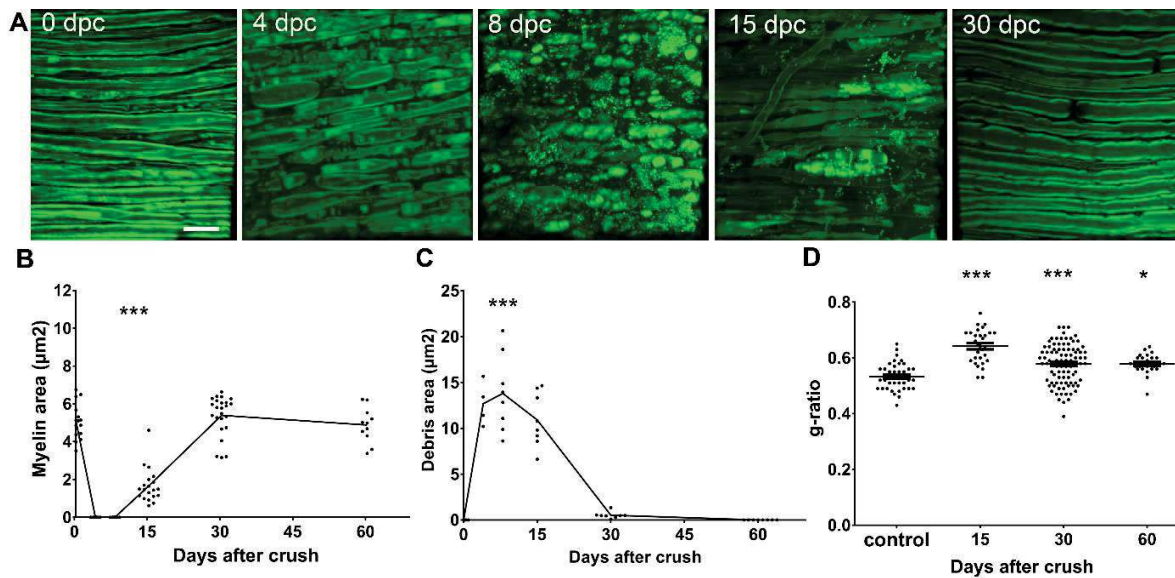 A 0 dpc 4 dpc 8 dpc 15 dpc 30 dpc
B
***
Myelin area (µm2)
12
10
8
6
4
2
0
0 15 30 45 60
Days after crush
C
***
Debris area (µm2)
25
20
15
10
5
0
0 15 30 45 60
Days after crush
D
*** *** *
g-ratio
0.8
0.6
0.4
0.2
0.0
control 15 30 60
Days after crush